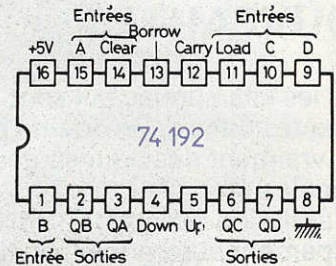 Entrées Entrées
+5V A Clear Borrow Carry Load C D
16 15 14 13 12 11 10 9
74 192
1 2 3 4 5 6 7 8
B QB QA Down Up QC QD
Entrée Sorties Sorties